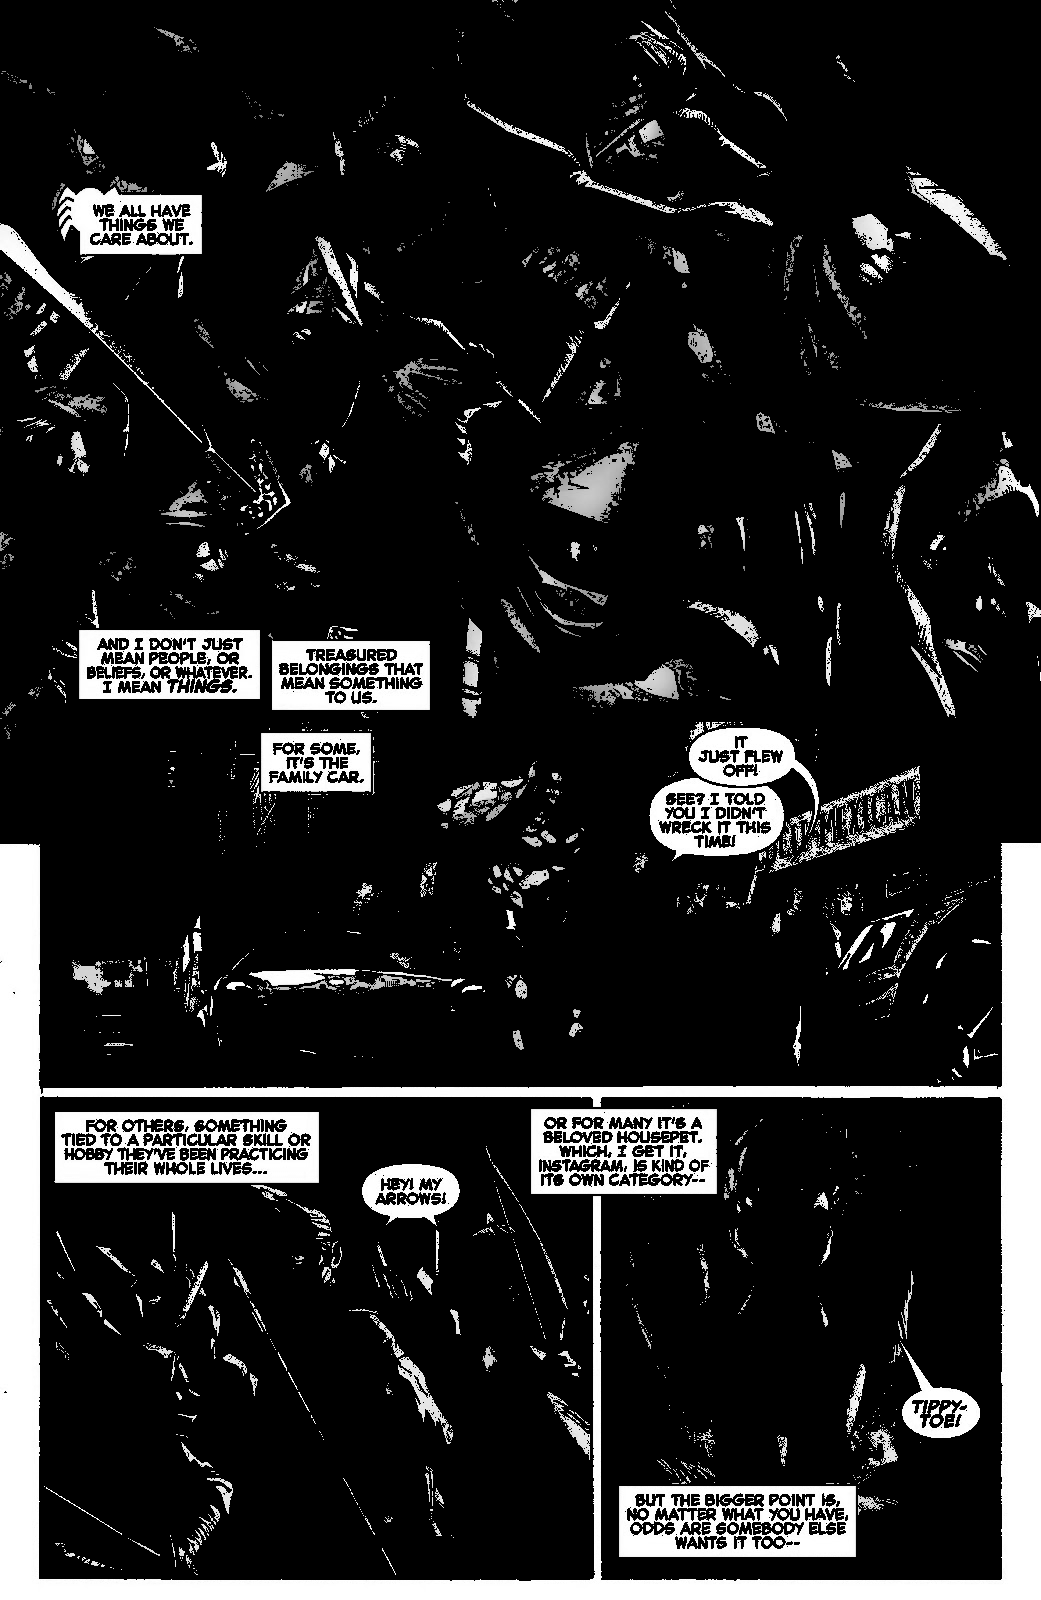 WE ALL HAVE
THINGS WE
CARE ABOUT.
AND I DON'T JUST
MEAN PEOPLE, OR
BELIEFS, OR WHATEVER.
I MEAN THINGS.
TREASURED
BELONGINGS THAT
MEAN SOMETHING
TO US.
FOR SOME,
IT'S THE
FAMILY CAR.
IT
JUST FLEW
OFF!
SEE? I TOLD
YOU I DIDN'T
WRECK IT THIS
TIME!
MEXICAN
FOR OTHERS, SOMETHING
TIED TO A PARTICULAR SKILL OR
HOBBY THEY'VE BEEN PRACTICING
THEIR WHOLE LIVES...
HEY! MY
ARROWS!
OR FOR MANY IT'S A
BELOVED HOUSEPET.
WHICH, I GET IT,
INSTAGRAM, IS KIND OF
ITS OWN CATEGORY--
TIPPY-
TOE!
BUT THE BIGGER POINT IS,
NO MATTER WHAT YOU HAVE,
ODDS ARE SOMEBODY ELSE
WANTS IT TOO--